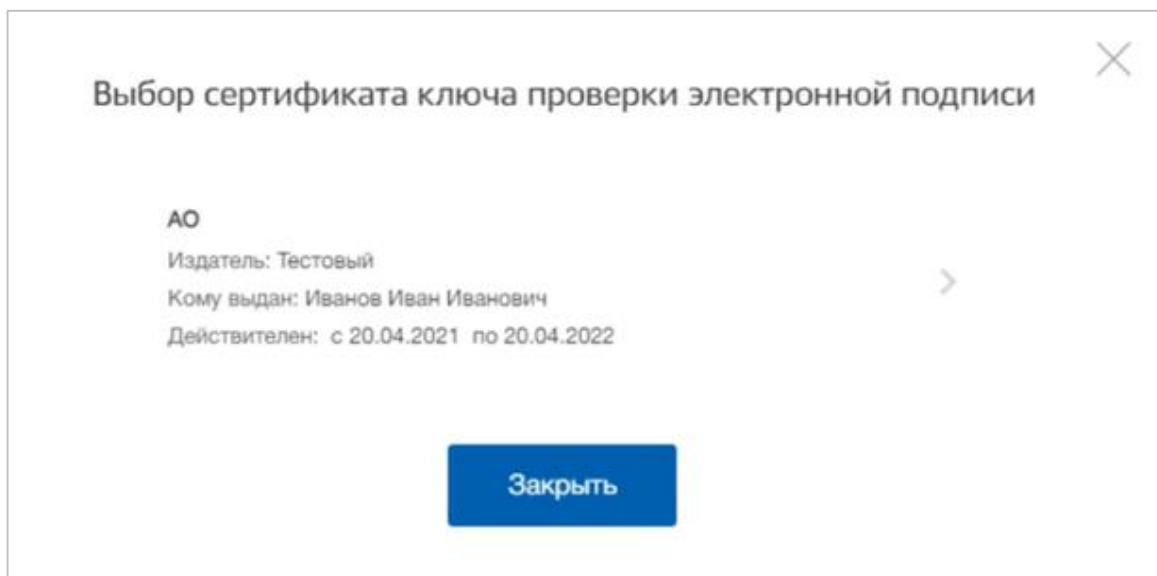 Выбор сертификата ключа проверки электронной подписи
АО
Издатель: Тестовый
Кому выдан: Иванов Иван Иванович
Действителен: с 20.04.2021 по 20.04.2022
Закрыть